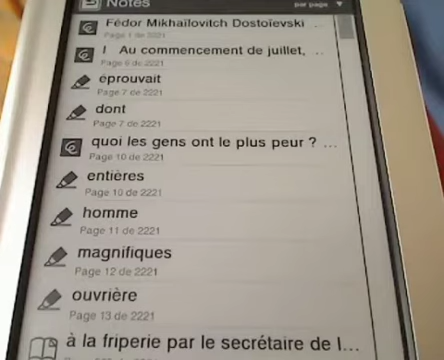 Notes
par page ▼
Fédor Mikhaïlovitch Dostoïevski ...
Page 1 de 2221
I Au commencement de juillet, ...
Page 6 de 2221
éprouvait
Page 7 de 2221
dont
Page 7 de 2221
quoi les gens ont le plus peur ? ...
Page 10 de 2221
entières
Page 10 de 2221
homme
Page 11 de 2221
magnifiques
Page 12 de 2221
ouvrière
Page 13 de 2221
à la friperie par le secrétaire de l...